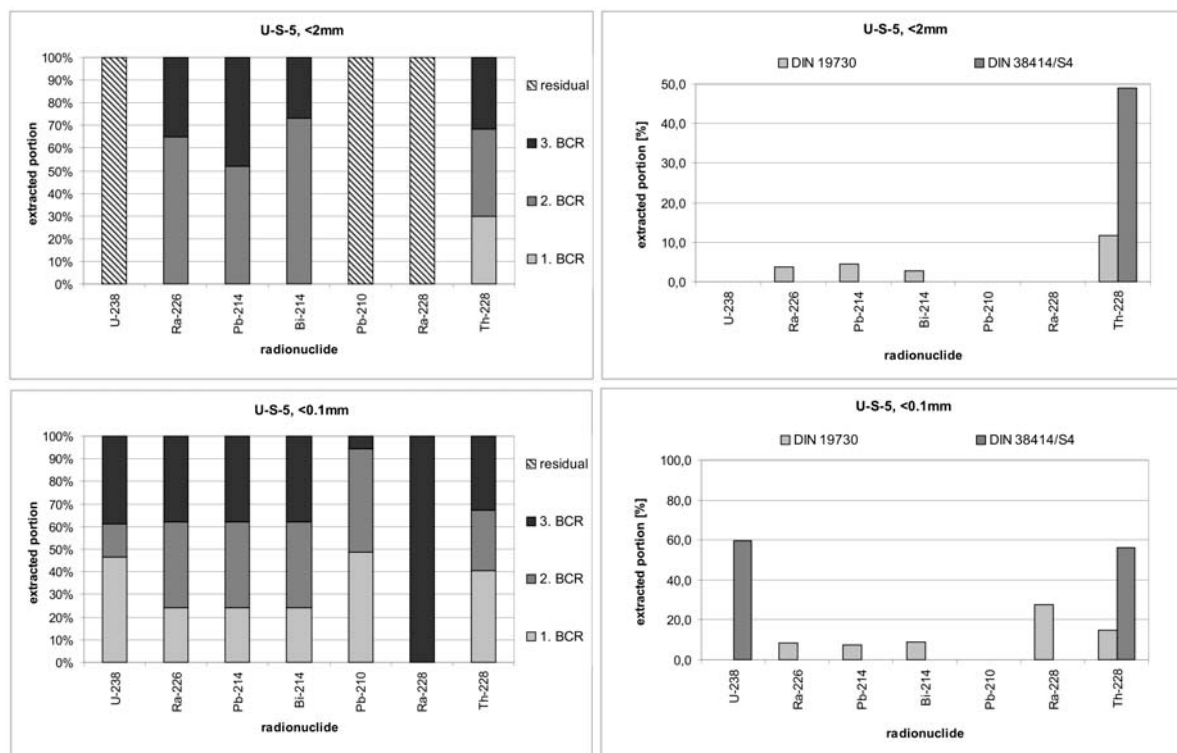 U-S-5, <2mm
100%
90%
80%
70%
60%
50%
40%
30%
20%
10%
0%
extracted portion
U-238
Ra-226
Pb-214
Bi-214
Pb-210
Ra-228
Th-228
radionuclide
residual
3. BCR
2. BCR
1. BCR
U-S-5, <2mm
DIN 19730 DIN 38414/S4
50,0
40,0
30,0
20,0
10,0
0,0
extracted portion [%]
U-238
Ra-226
Pb-214
Bi-214
Pb-210
Ra-228
Th-228
radionuclide
U-S-5, <0.1mm
100%
90%
80%
70%
60%
50%
40%
30%
20%
10%
0%
extracted portion
U-238
Ra-226
Pb-214
Bi-214
Pb-210
Ra-228
Th-228
radionuclide
residual
3. BCR
2. BCR
1. BCR
U-S-5, <0.1mm
DIN 19730 DIN 38414/S4
100,0
80,0
60,0
40,0
20,0
0,0
extracted portion [%]
U-238
Ra-226
Pb-214
Bi-214
Pb-210
Ra-228
Th-228
radionuclide